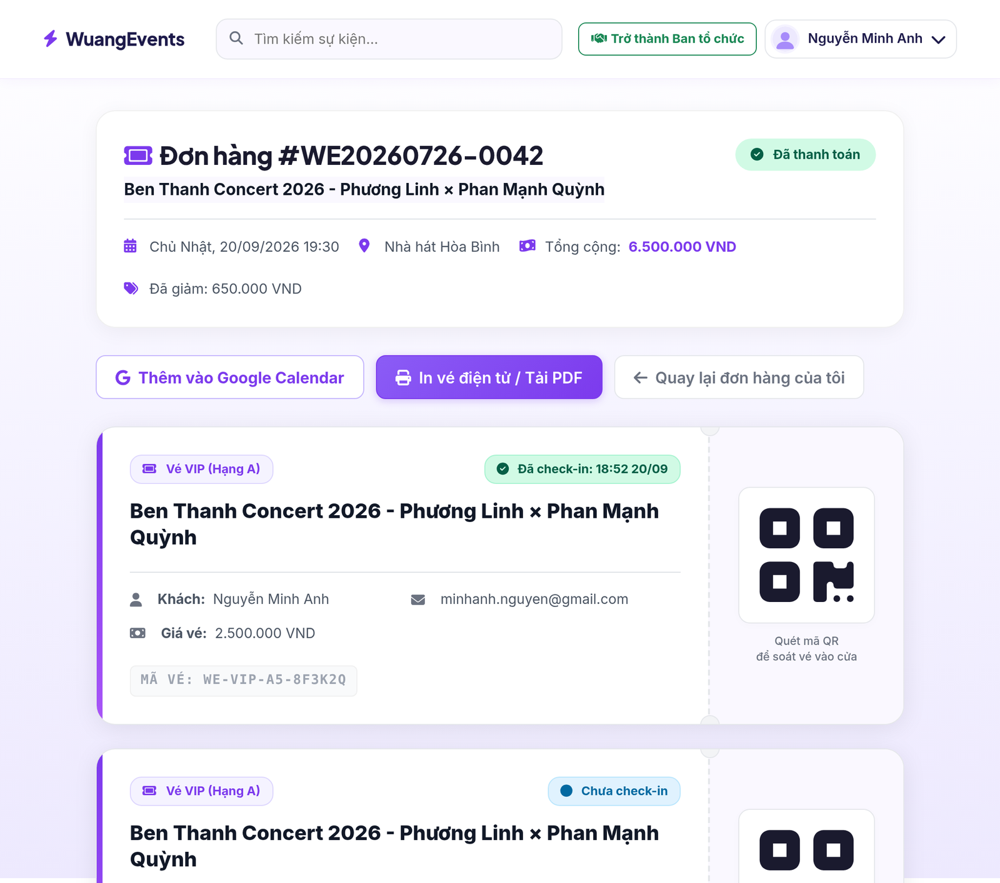 WuangEvents
Tìm kiếm sự kiện...
Trở thành Ban tổ chức
Nguyễn Minh Anh
Đơn hàng #WE20260726-0042
Đã thanh toán
Ben Thanh Concert 2026 - Phương Linh × Phan Mạnh Quỳnh
Chủ Nhật, 20/09/2026 19:30
Nhà hát Hòa Bình
Tổng cộng: 6.500.000 VND
Đã giảm: 650.000 VND
Thêm vào Google Calendar
In vé điện tử / Tải PDF
Quay lại đơn hàng của tôi
Vé VIP (Hạng A)
Đã check-in: 18:52 20/09
Ben Thanh Concert 2026 - Phương Linh × Phan Mạnh
Quỳnh
Khách: Nguyễn Minh Anh
minhanh.nguyen@gmail.com
Giá vé: 2.500.000 VND
MÃ VÉ: WE-VIP-A5-8F3K2Q
Quét mã QR
để soát vé vào cửa
Vé VIP (Hạng A)
Chưa check-in
Ben Thanh Concert 2026 - Phương Linh × Phan Mạnh
Quỳnh